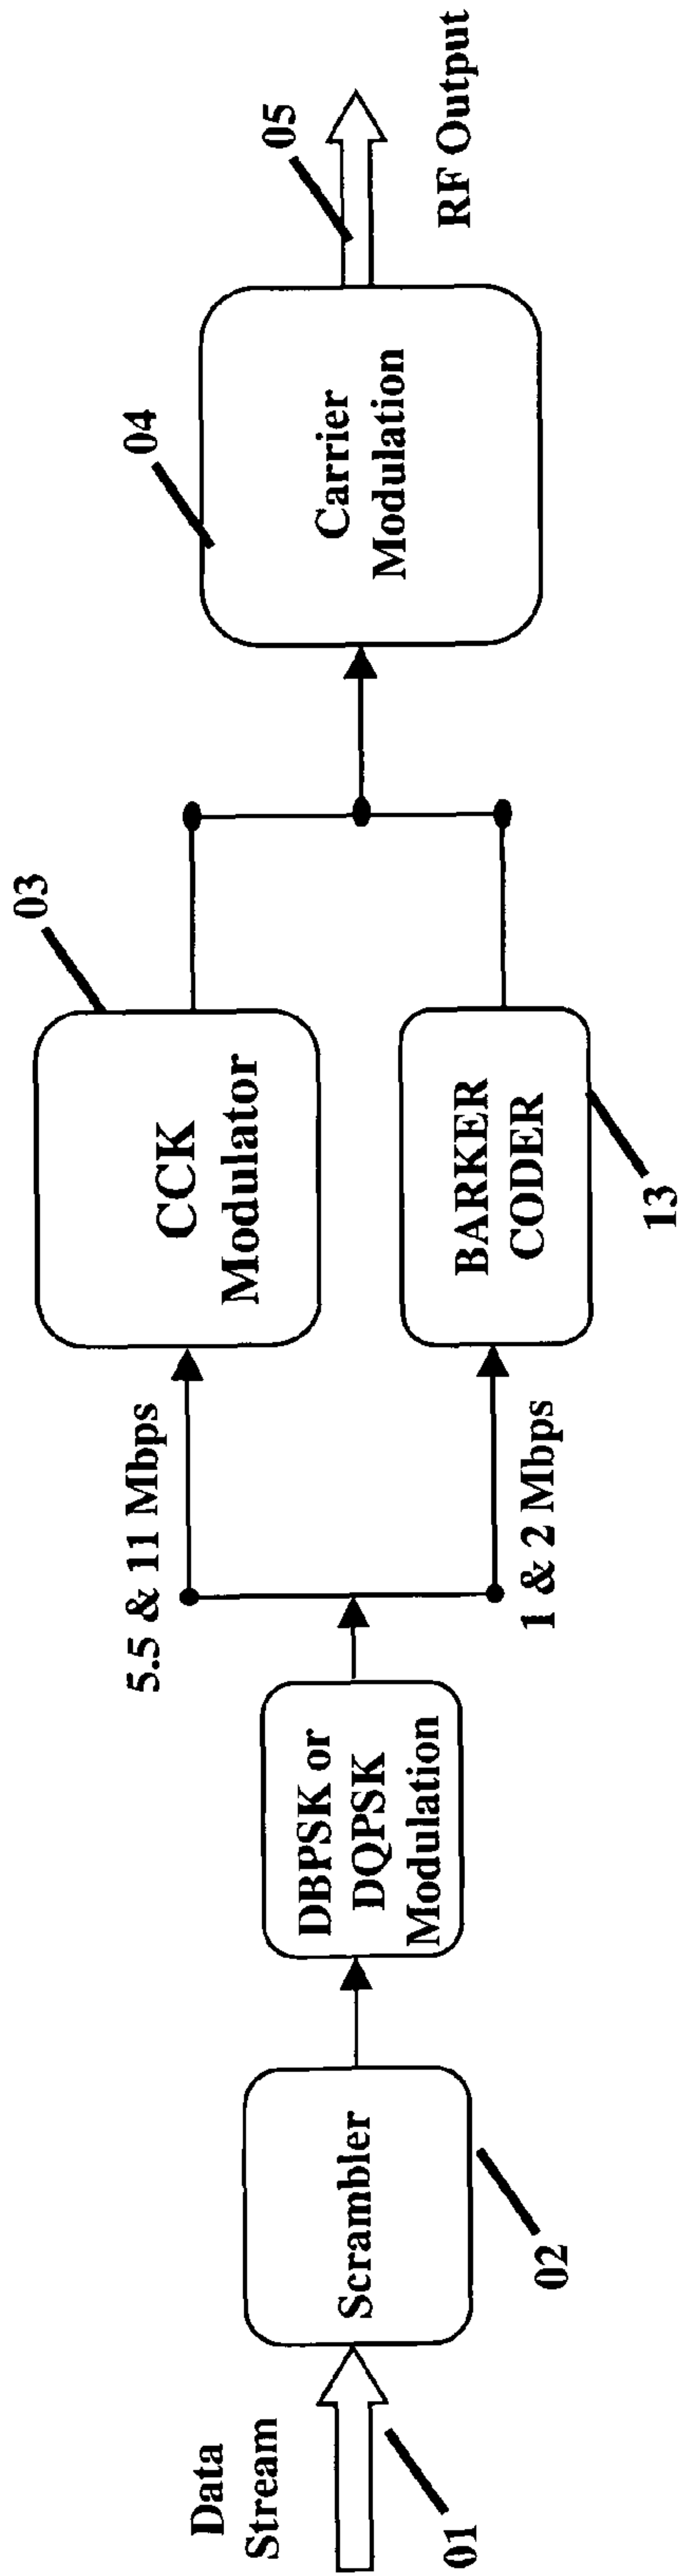 Data
Stream
01
Scrambler
02
DBPSK or
DQPSK
Modulation
5.5 & 11 Mbps
1 & 2 Mbps
CCK
Modulator
03
BARKER
CODER
13
Carrier
Modulation
04
05
RF Output